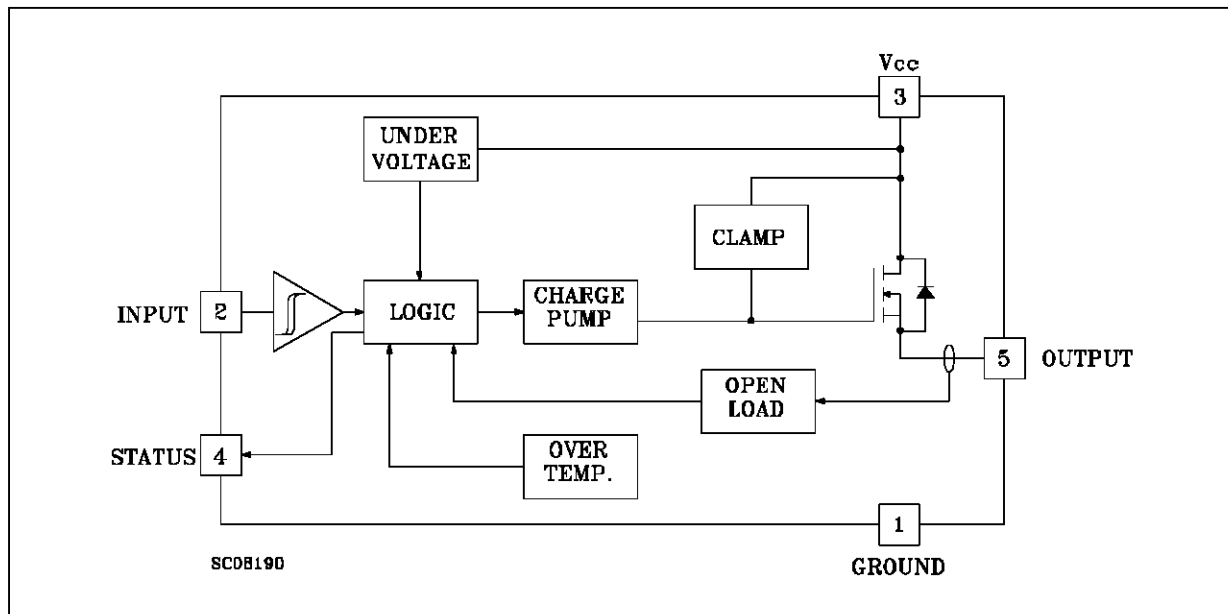 Vcc
3
UNDER
VOLTAGE
CLAMP
INPUT
2
LOGIC
CHARGE
PUMP
5
OUTPUT
OPEN
LOAD
STATUS
4
OVER
TEMP.
1
GROUND
SC08190